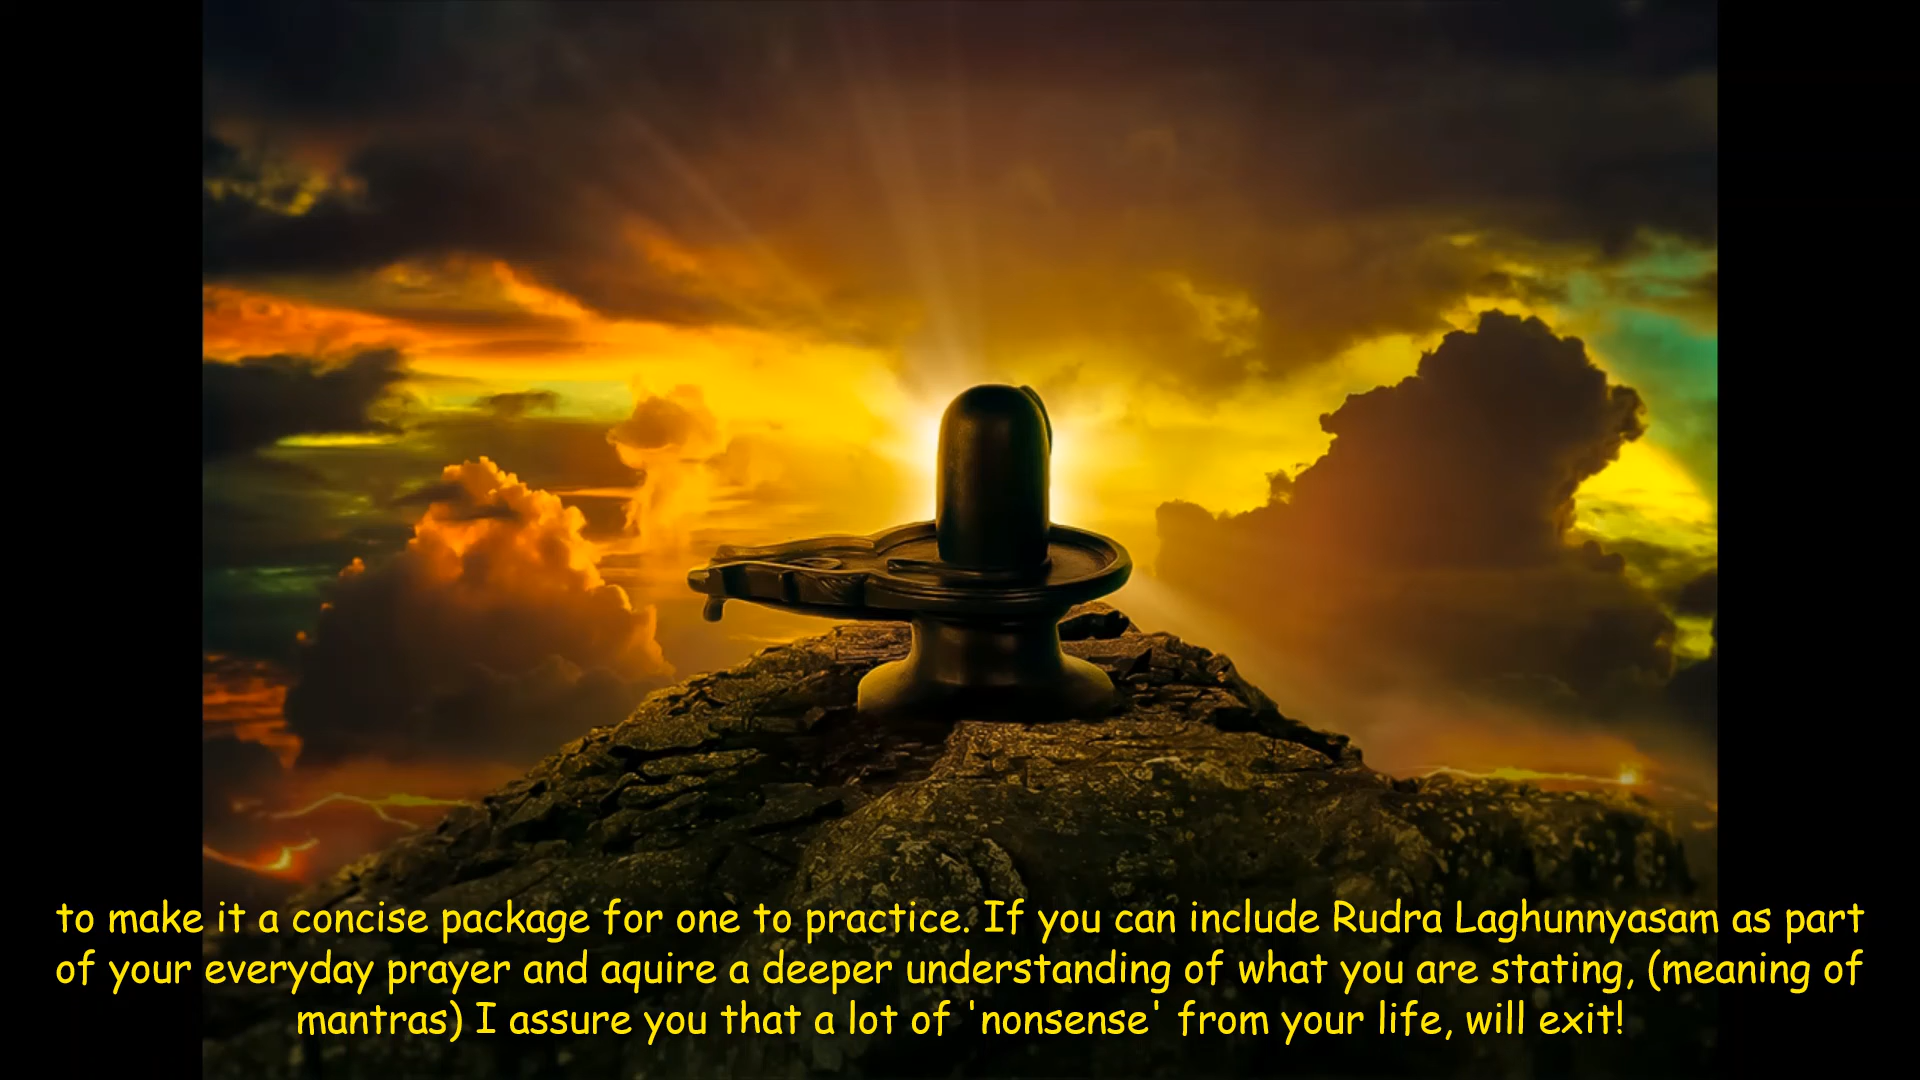 to make it a concise package for one to practice. If you can include Rudra Laghunnyasam as part
of your everyday prayer and aquire a deeper understanding of what you are stating, (meaning of
mantras) I assure you that a lot of 'nonsense' from your life, will exit!